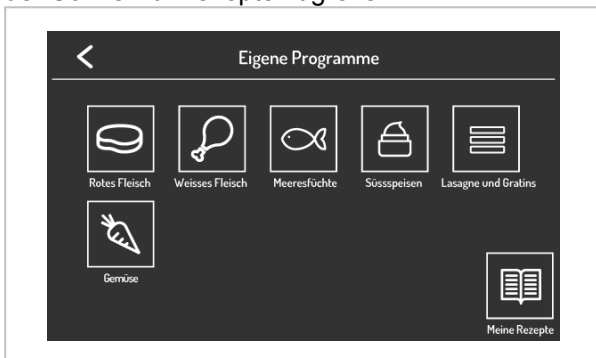 Eigene Programme
Rotes Fleisch Weisses Fleisch Meeresfüchte Süssspeisen Lasagne und Gratins
Gemüse
Meine Rezepte